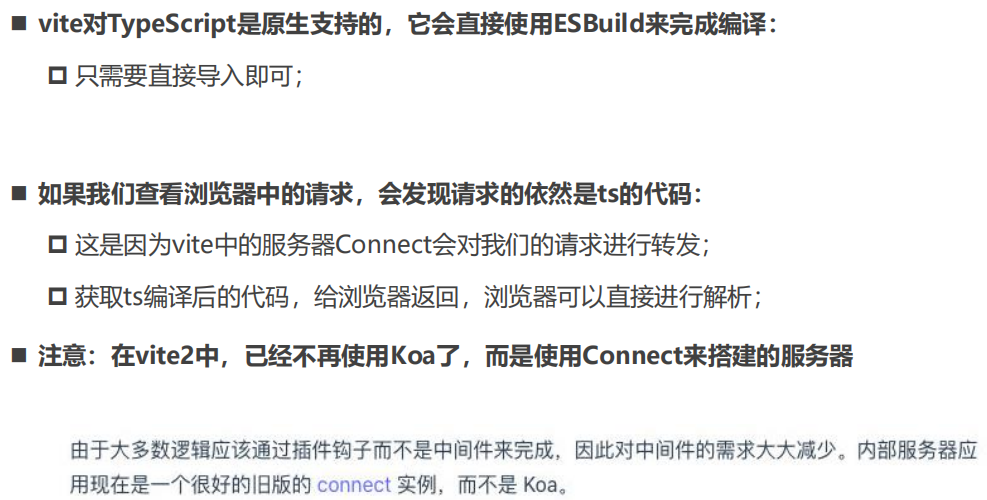 ■ vite对TypeScript是原生支持的，它会直接使用ESBuild来完成编译：
只需要直接导入即可；
■ 如果我们查看浏览器中的请求，会发现请求的依然是ts的代码：
这是因为vite中的服务器Connect会对我们的请求进行转发；
获取ts编译后的代码，给浏览器返回，浏览器可以直接进行解析；
■ 注意：在vite2中，已经不再使用Koa了，而是使用Connect来搭建的服务器
由于大多数逻辑应该通过插件钩子而不是中间件来完成，因此对中间件的需求大大减少。内部服务器应
用现在是一个很好的旧版的 connect 实例，而不是 Koa。